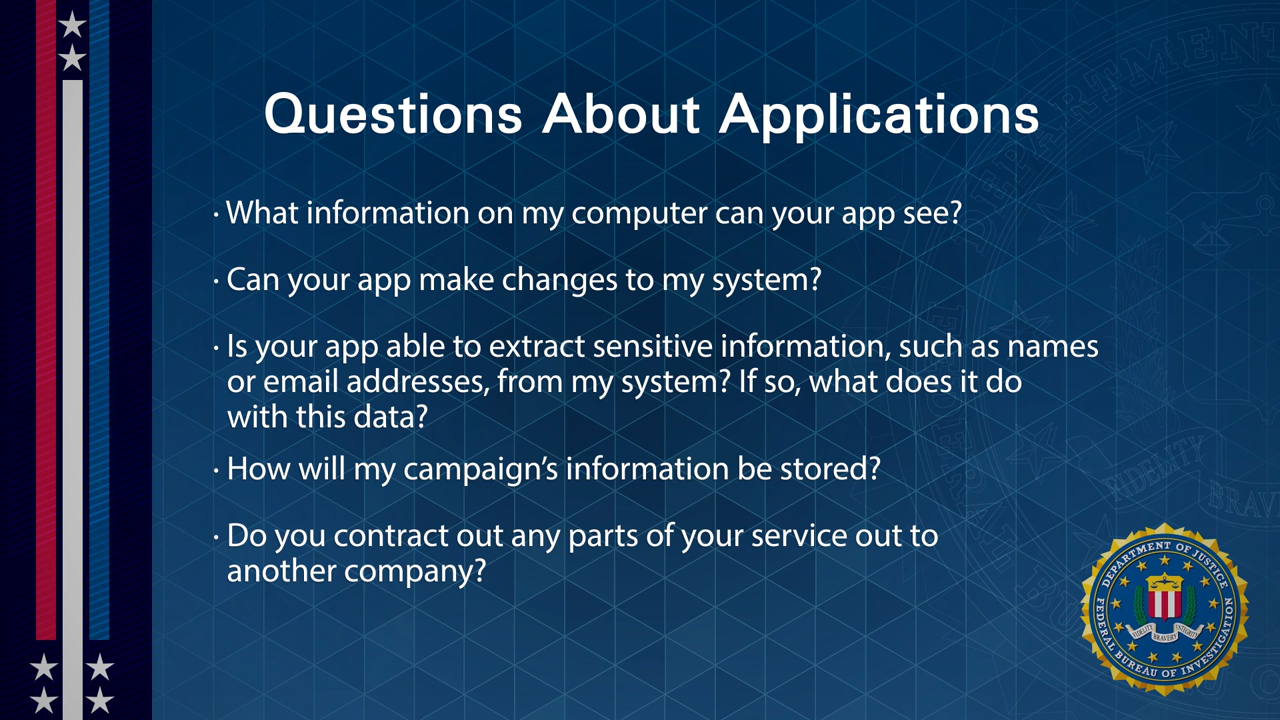 Questions About Applications
· What information on my computer can your app see?
· Can your app make changes to my system?
· Is your app able to extract sensitive information, such as names
or email addresses, from my system? If so, what does it do
with this data?
· How will my campaign's information be stored?
· Do you contract out any parts of your service out to
another company?
DEPARTMENT OF JUSTICE
FEDERAL BUREAU OF INVESTIGATION
FIDELITY BRAVERY INTEGRITY
FIDELITY